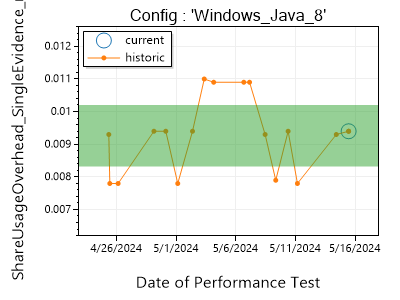 Config : 'Windows_Java_8'
ShareUsageOverhead_SingleEvidence_
0.012
0.011
0.01
0.009
0.008
0.007
current
historic
4/26/2024
5/1/2024
5/6/2024
5/11/2024
5/16/2024
Date of Performance Test